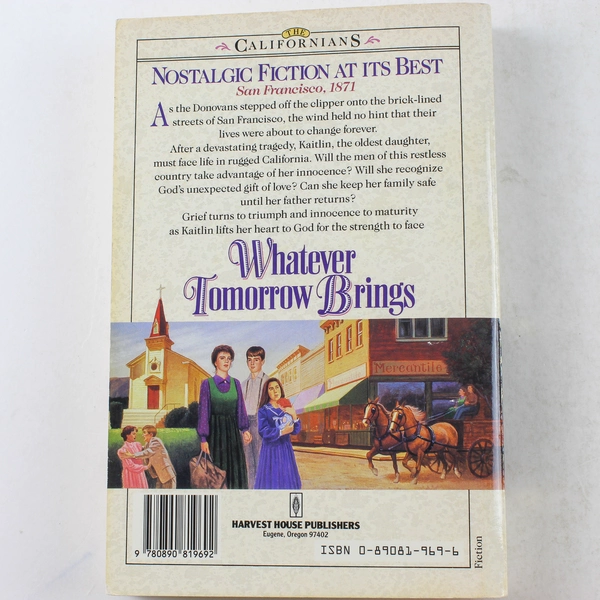 THE
CALIFORNIANS
NOSTALGIC FICTION AT ITS BEST
San Francisco, 1871
As the Donovans stepped off the clipper onto the brick-lined
streets of San Francisco, the wind held no hint that their
lives were about to change forever.
After a devastating tragedy, Kaitlin, the oldest daughter,
must face life in rugged California. Will the men of this restless
country take advantage of her innocence? Will she recognize
God's unexpected gift of love? Can she keep her family safe
until her father returns?
Grief turns to triumph and innocence to maturity
as Kaitlin lifts her heart to God for the strength to face
Whatever
Tomorrow Brings
Mercantile
HARVEST HOUSE PUBLISHERS
Eugene, Oregon 97402
9 780890 819692
ISBN 0-89081-969-6
Fiction